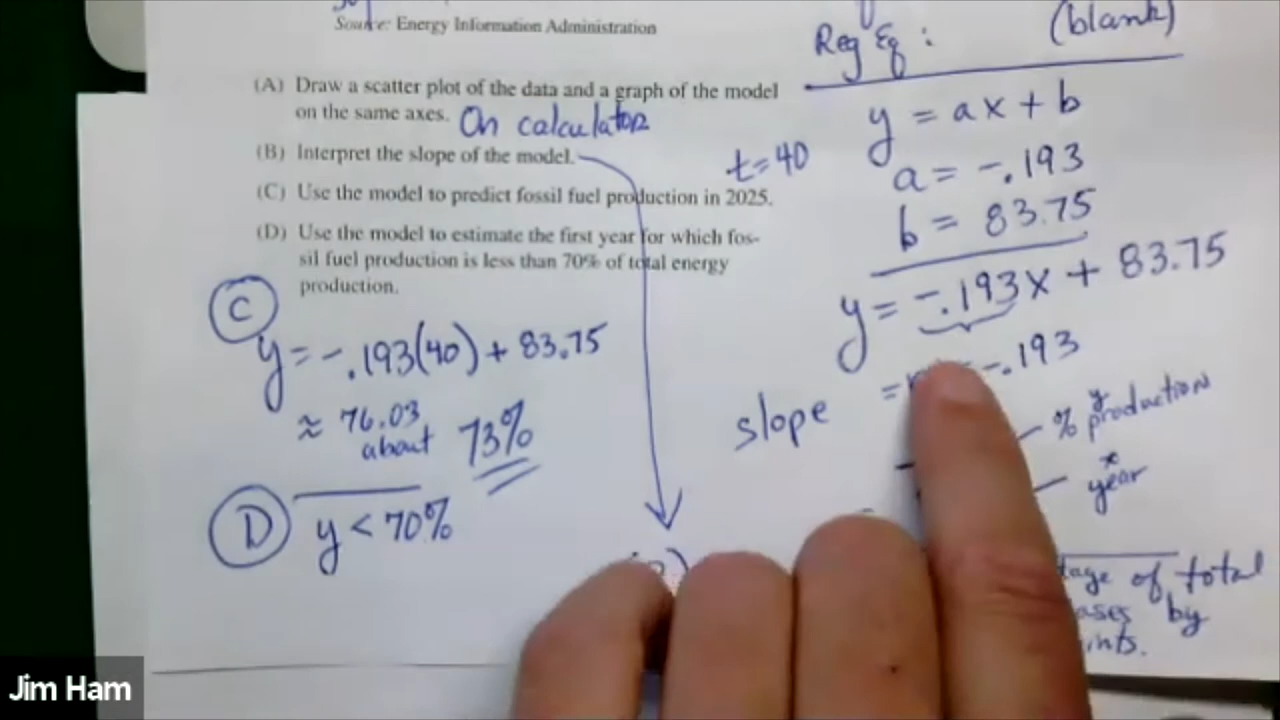 Source: Energy Information Administration
(A) Draw a scatter plot of the data and a graph of the model
on the same axes. On calculator
(B) Interpret the slope of the model.
(C) Use the model to predict fossil fuel production in 2025.
(D) Use the model to estimate the first year for which fos-
sil fuel production is less than 70% of total energy
production.
t=40
C
y = -.193(40) + 83.75
≈ 76.03
about 73%
D y < 70%
Reg Eq : (blank)
y = ax + b
a = -.193
b = 83.75
y = -.193x + 83.75
slope = -.193
y
% production
x
year
of total
by
Jim Ham